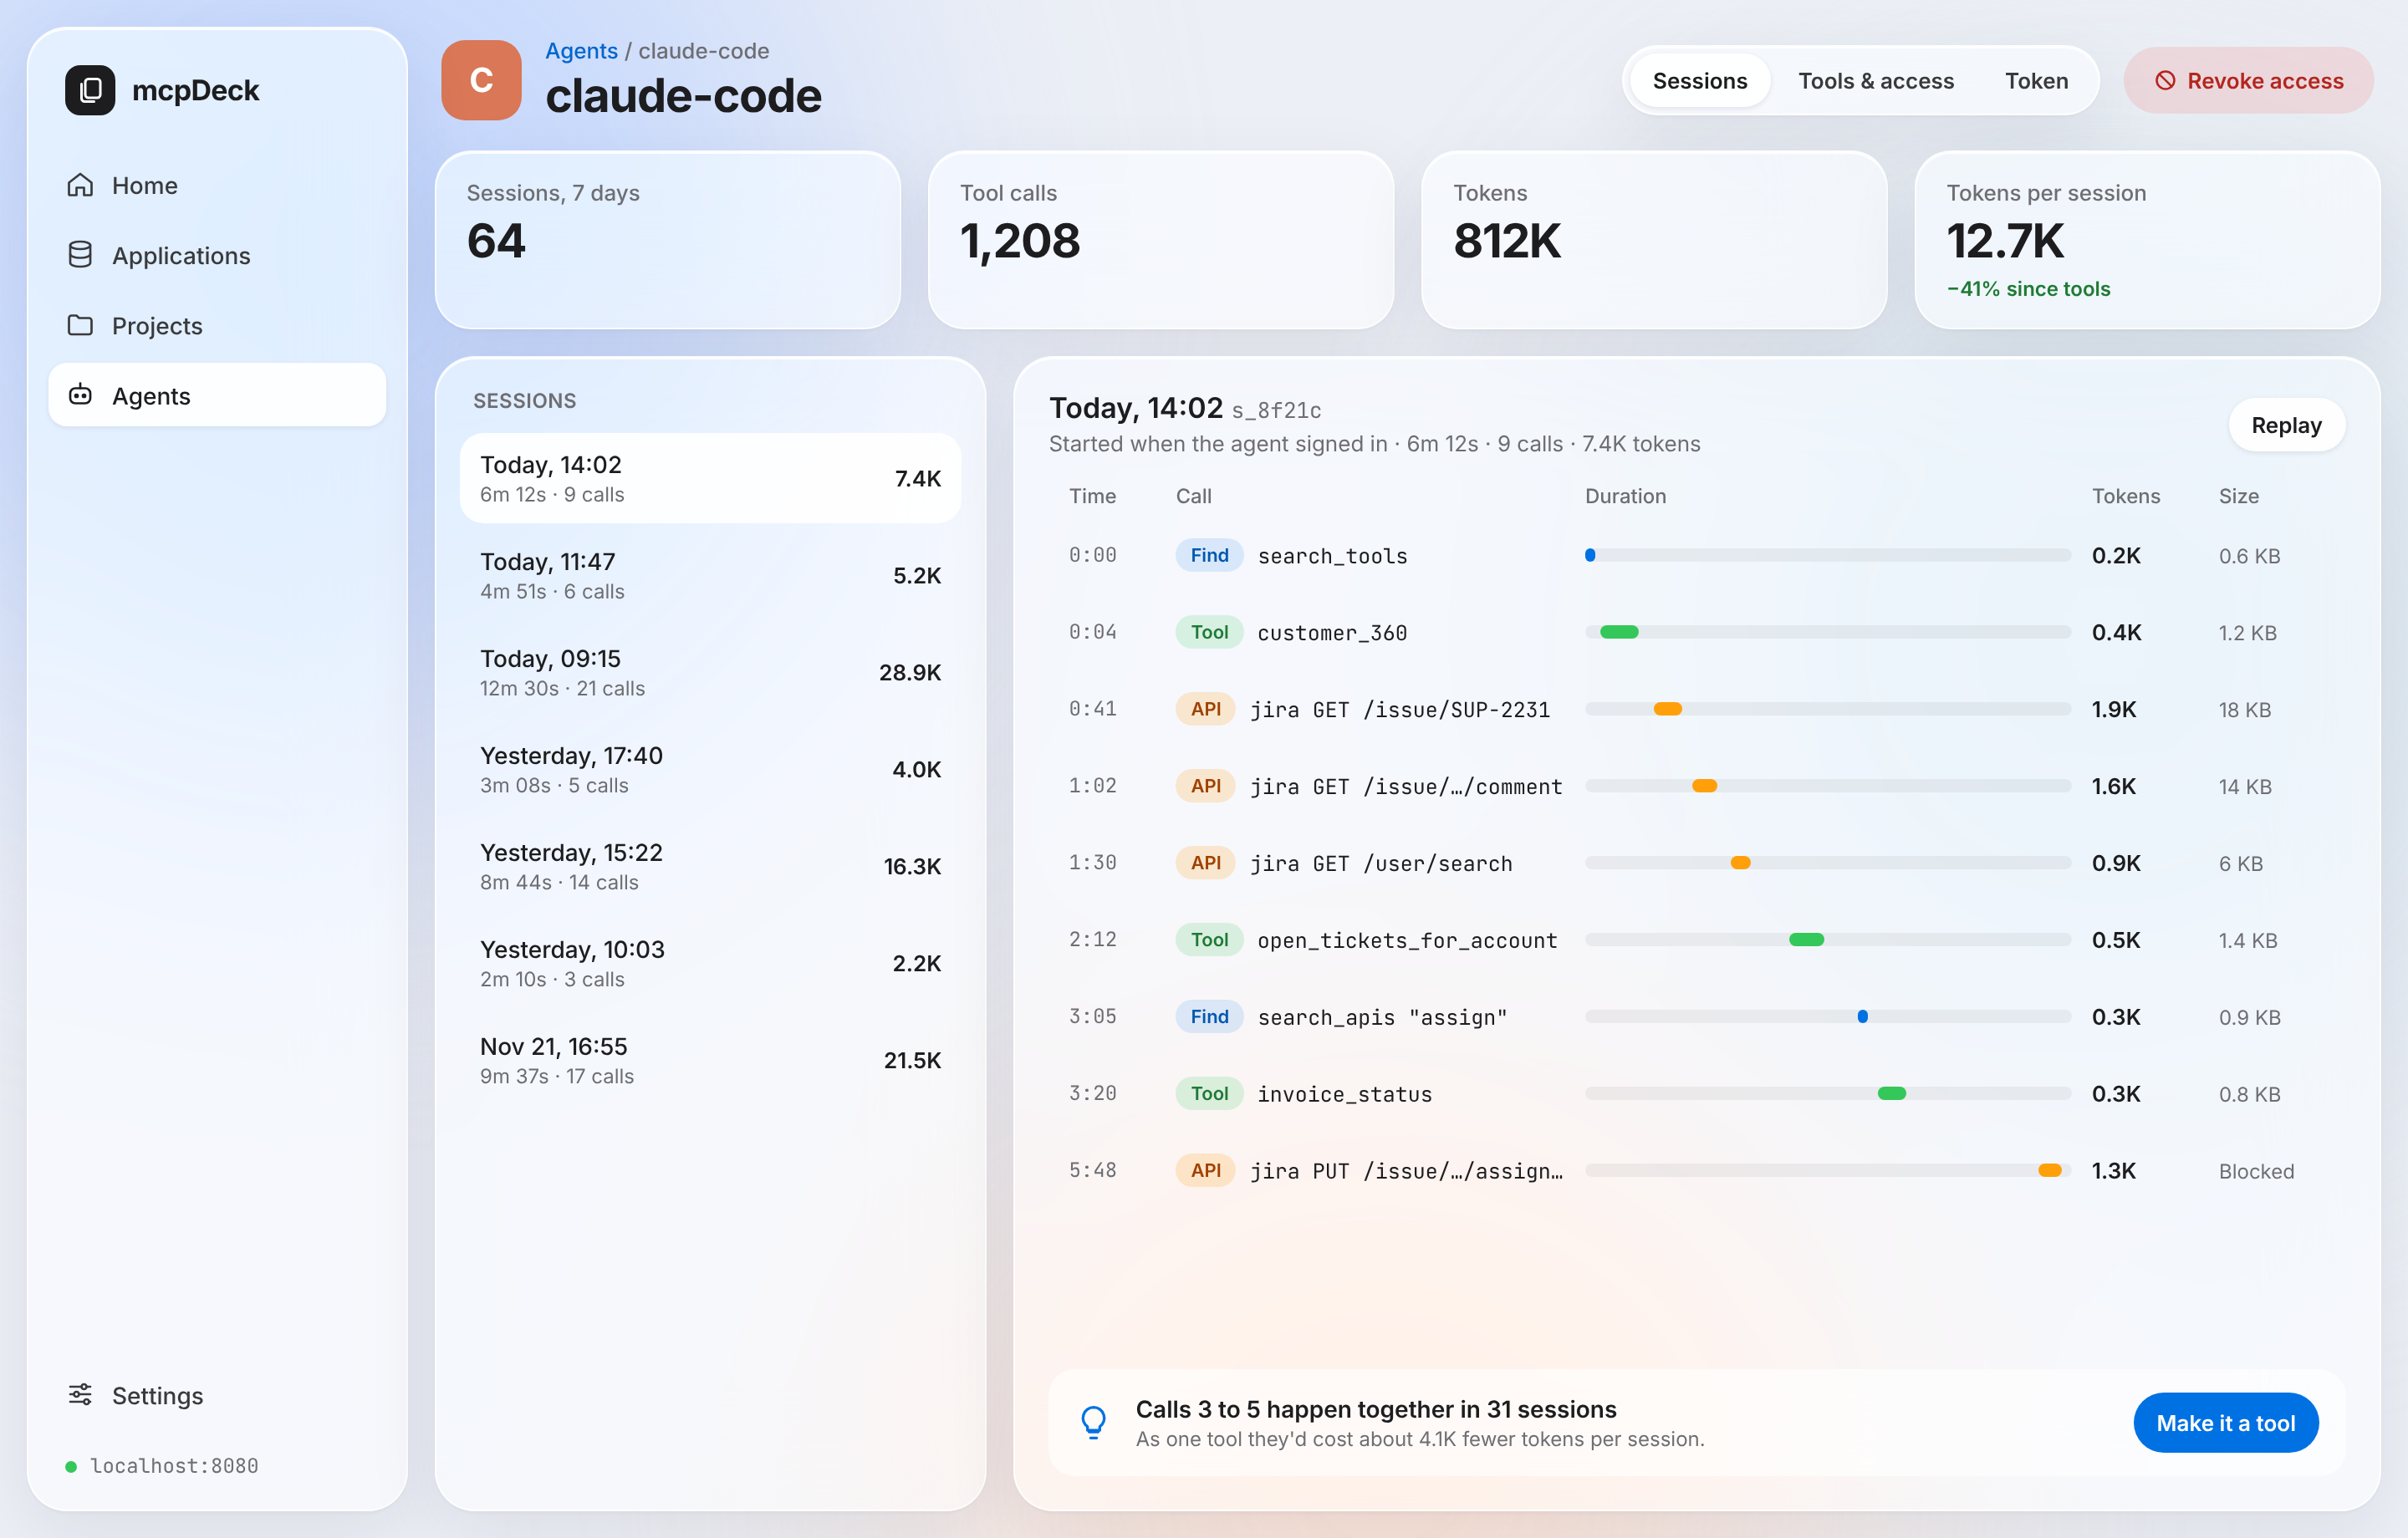 mcpDeck
Home
Applications
Projects
Agents
Settings
localhost:8080
C
Agents / claude-code
claude-code
Sessions
Tools & access
Token
Revoke access
Sessions, 7 days
64
Tool calls
1,208
Tokens
812K
Tokens per session
12.7K
−41% since tools
SESSIONS
Today, 14:02
6m 12s · 9 calls
7.4K
Today, 11:47
4m 51s · 6 calls
5.2K
Today, 09:15
12m 30s · 21 calls
28.9K
Yesterday, 17:40
3m 08s · 5 calls
4.0K
Yesterday, 15:22
8m 44s · 14 calls
16.3K
Yesterday, 10:03
2m 10s · 3 calls
2.2K
Nov 21, 16:55
9m 37s · 17 calls
21.5K
Today, 14:02 s_8f21c
Started when the agent signed in · 6m 12s · 9 calls · 7.4K tokens
Replay
Time Call Duration Tokens Size
0:00 Find search_tools 0.2K 0.6 KB
0:04 Tool customer_360 0.4K 1.2 KB
0:41 API jira GET /issue/SUP-2231 1.9K 18 KB
1:02 API jira GET /issue/…/comment 1.6K 14 KB
1:30 API jira GET /user/search 0.9K 6 KB
2:12 Tool open_tickets_for_account 0.5K 1.4 KB
3:05 Find search_apis "assign" 0.3K 0.9 KB
3:20 Tool invoice_status 0.3K 0.8 KB
5:48 API jira PUT /issue/…/assign… 1.3K Blocked
Calls 3 to 5 happen together in 31 sessions
As one tool they'd cost about 4.1K fewer tokens per session.
Make it a tool